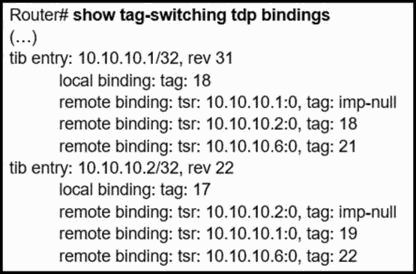 Router# show tag-switching tdp bindings
(…)
tib entry: 10.10.10.1/32, rev 31
local binding: tag: 18
remote binding: tsr: 10.10.10.1:0, tag: imp-null
remote binding: tsr: 10.10.10.2:0, tag: 18
remote binding: tsr: 10.10.10.6:0, tag: 21
tib entry: 10.10.10.2/32, rev 22
local binding: tag: 17
remote binding: tsr: 10.10.10.2:0, tag: imp-null
remote binding: tsr: 10.10.10.1:0, tag: 19
remote binding: tsr: 10.10.10.6:0, tag: 22